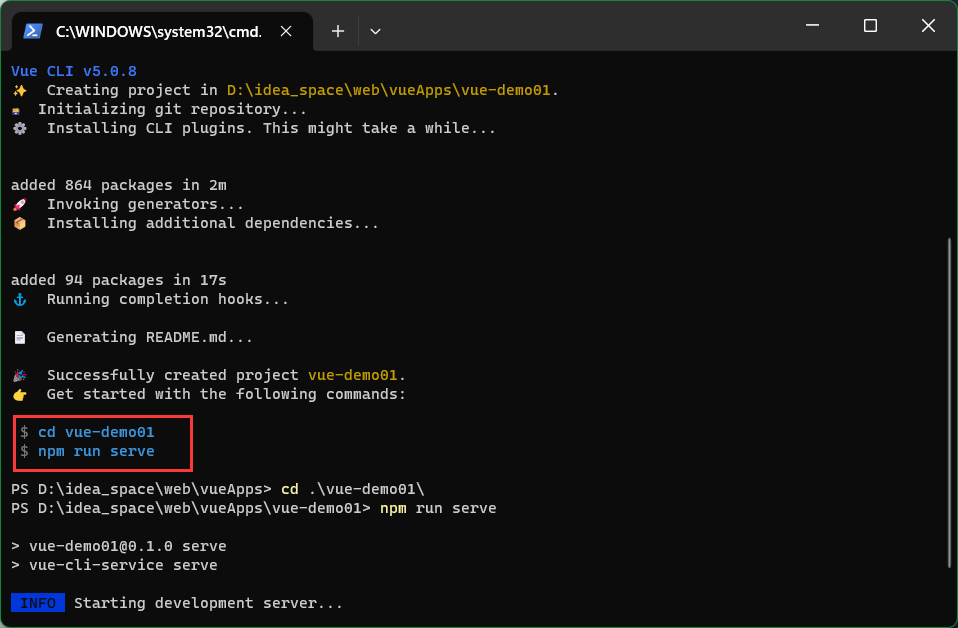 C:\WINDOWS\system32\cmd.
Vue CLI v5.0.8
✨  Creating project in D:\idea_space\web\vueApps\vue-demo01.
Initializing git repository...
⚙️  Installing CLI plugins. This might take a while...
added 864 packages in 2m
🚀  Invoking generators...
📦  Installing additional dependencies...
added 94 packages in 17s
⚓  Running completion hooks...
📄  Generating README.md...
🎉  Successfully created project vue-demo01.
👉  Get started with the following commands:
$ cd vue-demo01
$ npm run serve
PS D:\idea_space\web\vueApps> cd .\vue-demo01\
PS D:\idea_space\web\vueApps\vue-demo01> npm run serve
> vue-demo01@0.1.0 serve
> vue-cli-service serve
INFO  Starting development server...